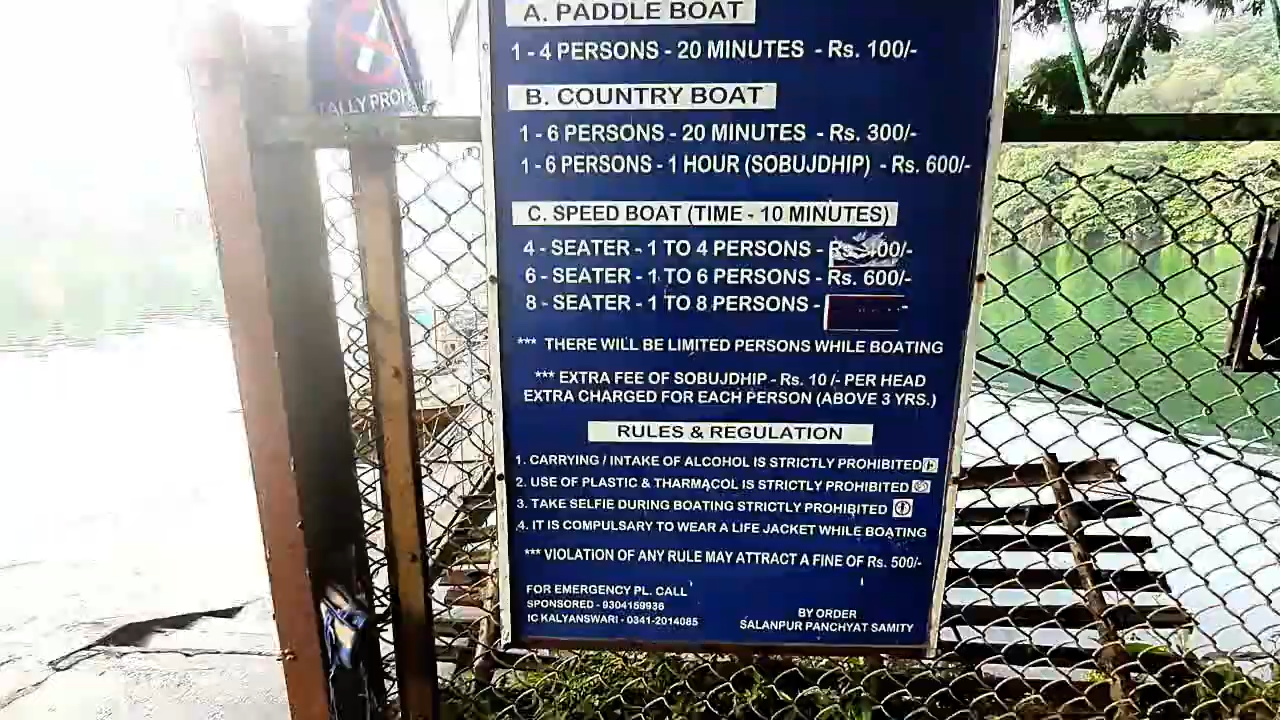 TALLY PROH
A. PADDLE BOAT
1 - 4 PERSONS - 20 MINUTES - Rs. 100/-
B. COUNTRY BOAT
1 - 6 PERSONS - 20 MINUTES - Rs. 300/-
1 - 6 PERSONS - 1 HOUR (SOBUJDHIP) - Rs. 600/-
C. SPEED BOAT (TIME - 10 MINUTES)
4 - SEATER - 1 TO 4 PERSONS - Rs. 400/-
6 - SEATER - 1 TO 6 PERSONS - Rs. 600/-
8 - SEATER - 1 TO 8 PERSONS -
*** THERE WILL BE LIMITED PERSONS WHILE BOATING
*** EXTRA FEE OF SOBUJDHIP - Rs. 10 /- PER HEAD
EXTRA CHARGED FOR EACH PERSON (ABOVE 3 YRS.)
RULES & REGULATION
1. CARRYING / INTAKE OF ALCOHOL IS STRICTLY PROHIBITED
2. USE OF PLASTIC & THARMACOL IS STRICTLY PROHIBITED
3. TAKE SELFIE DURING BOATING STRICTLY PROHIBITED
4. IT IS COMPULSARY TO WEAR A LIFE JACKET WHILE BOATING
*** VIOLATION OF ANY RULE MAY ATTRACT A FINE OF Rs. 500/-
FOR EMERGENCY PL. CALL
SPONSORED - 9304159936
IC KALYANSWARI - 0341-2014085
BY ORDER
SALANPUR PANCHYAT SAMITY